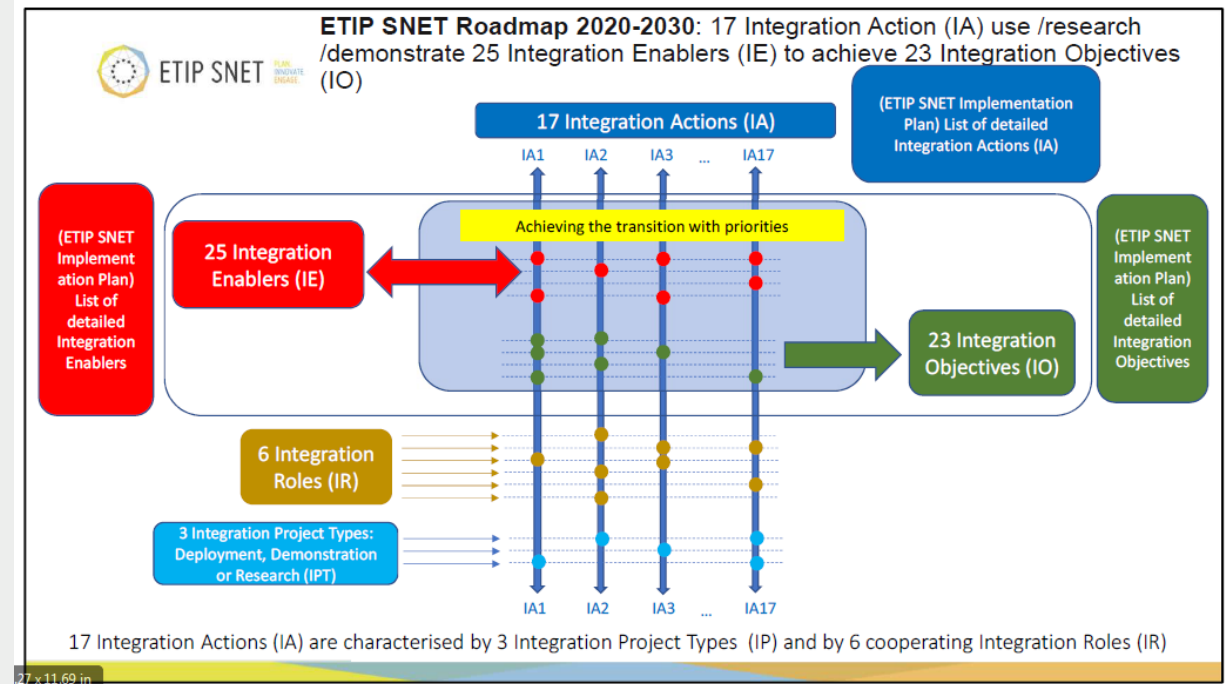 ETIP SNET Roadmap 2020-2030: 17 Integration Action (IA) use /research
/demonstrate 25 Integration Enablers (IE) to achieve 23 Integration Objectives
(IO)
ETIP SNET
PLAN.
INNOVATE.
ENGAGE.
17 Integration Actions (IA)
(ETIP SNET Implementation
Plan) List of detailed
Integration Actions (IA)
IA1 IA2 IA3 ... IA17
Achieving the transition with priorities
(ETIP SNET
Implement
ation Plan)
List of
detailed
Integration
Enablers
25 Integration
Enablers (IE)
23 Integration
Objectives (IO)
(ETIP SNET
Implement
ation Plan)
List of
detailed
Integration
Objectives
6 Integration
Roles (IR)
3 Integration Project Types:
Deployment, Demonstration
or Research (IPT)
IA1 IA2 IA3 ... IA17
17 Integration Actions (IA) are characterised by 3 Integration Project Types (IP) and by 6 cooperating Integration Roles (IR)
.27 x 11.69 in